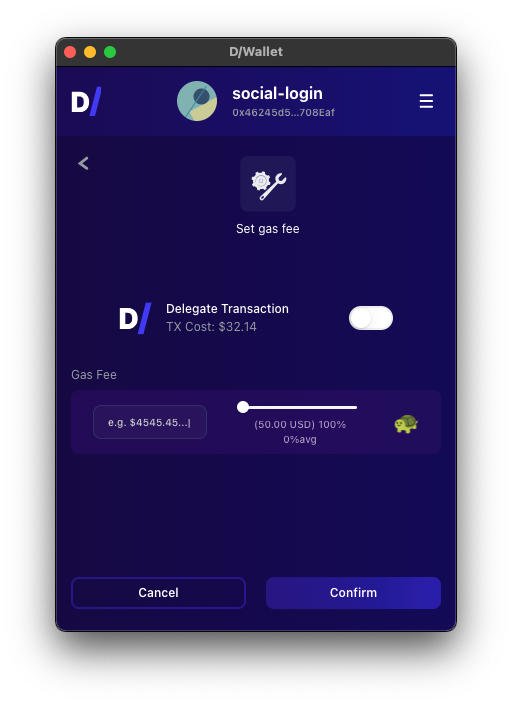 D/Wallet
D/
social-login
0x46245d5...708Eaf
Set gas fee
D/
Delegate Transaction
TX Cost: $32.14
Gas Fee
e.g. $4545.45...|
(50.00 USD) 100%
0%avg
Cancel
Confirm